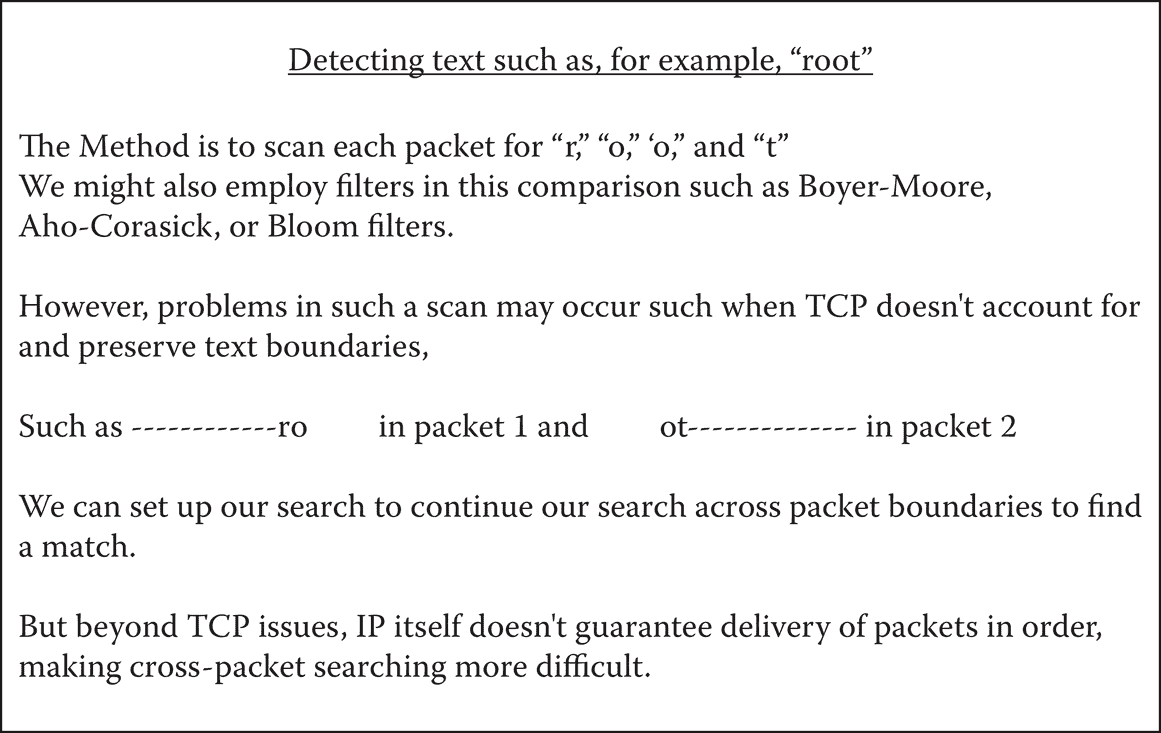 Detecting text such as, for example, “root”
The Method is to scan each packet for “r,” “o,” ‘o,” and “t”
We might also employ filters in this comparison such as Boyer-Moore,
Aho-Corasick, or Bloom filters.
However, problems in such a scan may occur such when TCP doesn't account for
and preserve text boundaries,
Such as ------------ro in packet 1 and ot-------------- in packet 2
We can set up our search to continue our search across packet boundaries to find
a match.
But beyond TCP issues, IP itself doesn't guarantee delivery of packets in order,
making cross-packet searching more difficult.